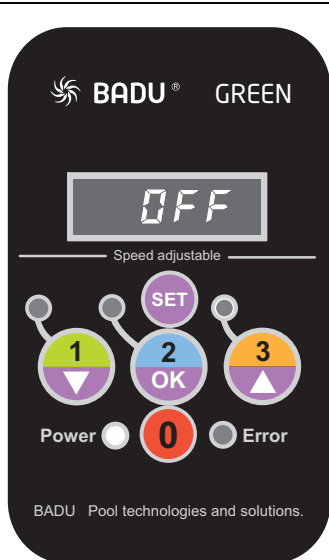 BADU® GREEN
OFF
Speed adjustable
SET
1 2 3
OK
Power 0 Error
BADU Pool technologies and solutions.